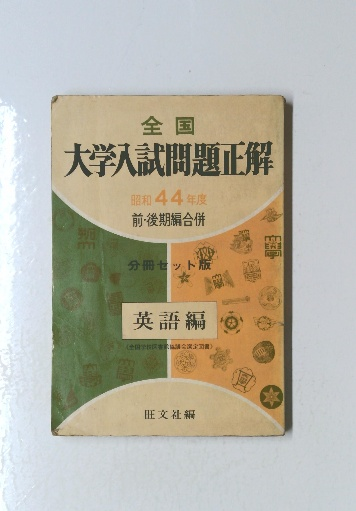 全国
大学入試問題正解
昭和44年度
前・後期編合併
分冊セット版
英語編
旺文社編